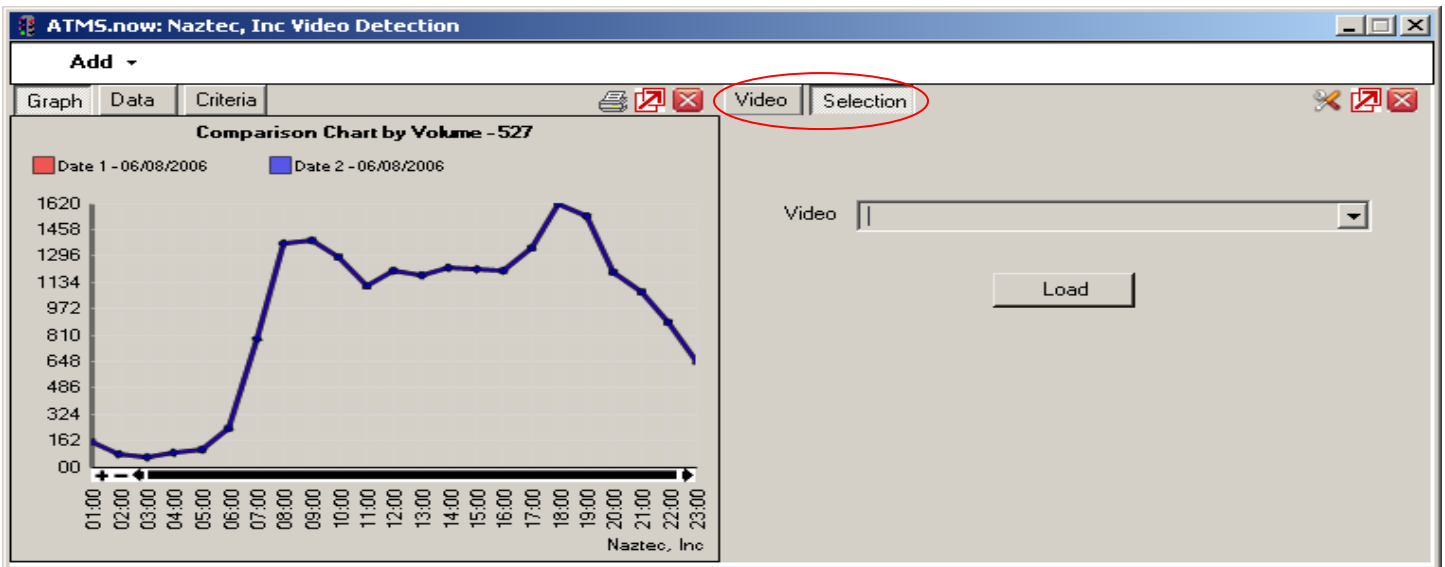 ATMS.now: Naztec, Inc Video Detection
Add
Graph Data Criteria
Video Selection
Comparison Chart by Volume - 527
Date 1 - 06/08/2006 Date 2 - 06/08/2006
1620
1458
1296
1134
972
810
648
486
324
162
00
01:00 02:00 03:00 04:00 05:00 06:00 07:00 08:00 09:00 10:00 11:00 12:00 13:00 14:00 15:00 16:00 17:00 18:00 19:00 20:00 21:00 22:00 23:00
Naztec, Inc
Video
Load